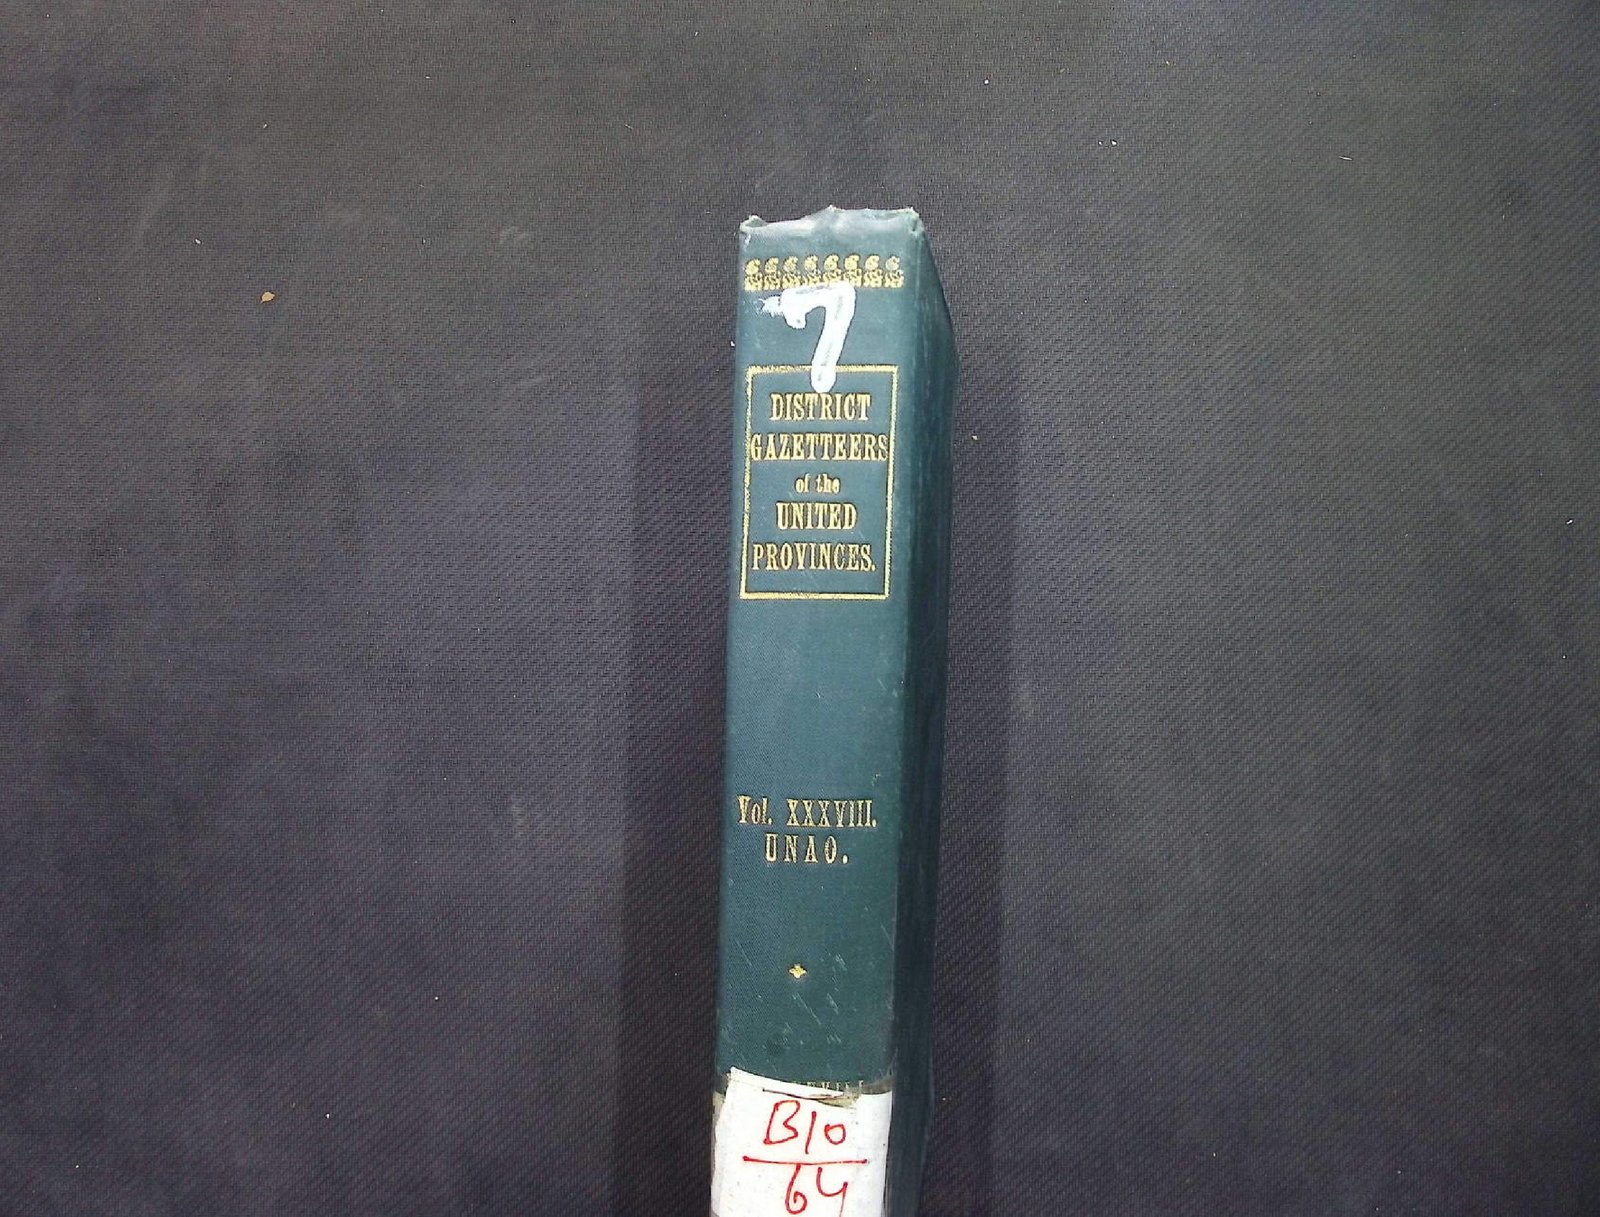 7
DISTRICT
GAZETTEERS
of the
UNITED
PROVINCES.
Vol. XXXVIII.
UNAO.
B10
64